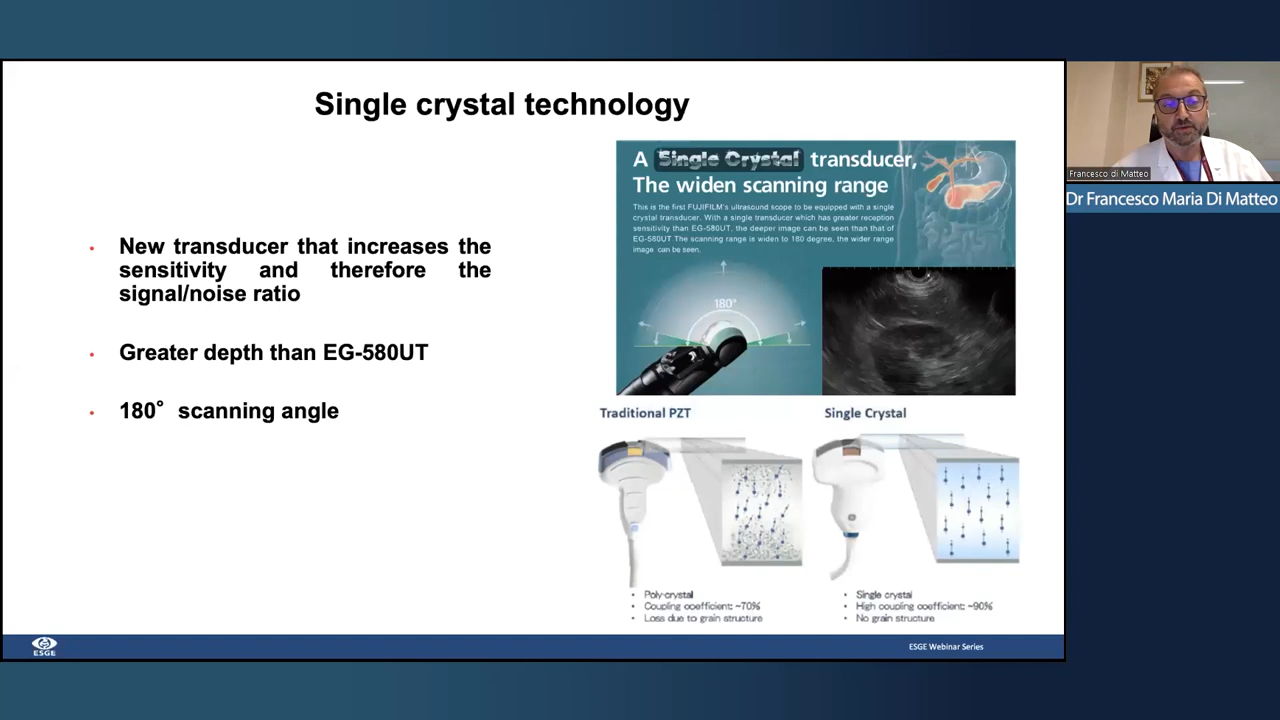 Single crystal technology
• New transducer that increases the
sensitivity and therefore the
signal/noise ratio
• Greater depth than EG-580UT
• 180° scanning angle
A Single Crystal transducer,
The widen scanning range
This is the first FUJIFILM's ultrasound scope to be equipped with a single
crystal transducer. With a single transducer which has greater reception
sensitivity than EG-580UT, the deeper image can be seen than that of
EG-580UT The scanning range is widen to 180 degree, the wider range
image can be seen.
180°
Traditional PZT
• Poly-crystal
• Coupling coefficient: ~70%
• Loss due to grain structure
Single Crystal
• Single crystal
• High coupling coefficient: ~90%
• No grain structure
ESGE
ESGE Webinar Series
Francesco di Matteo
Dr Francesco Maria Di Matteo